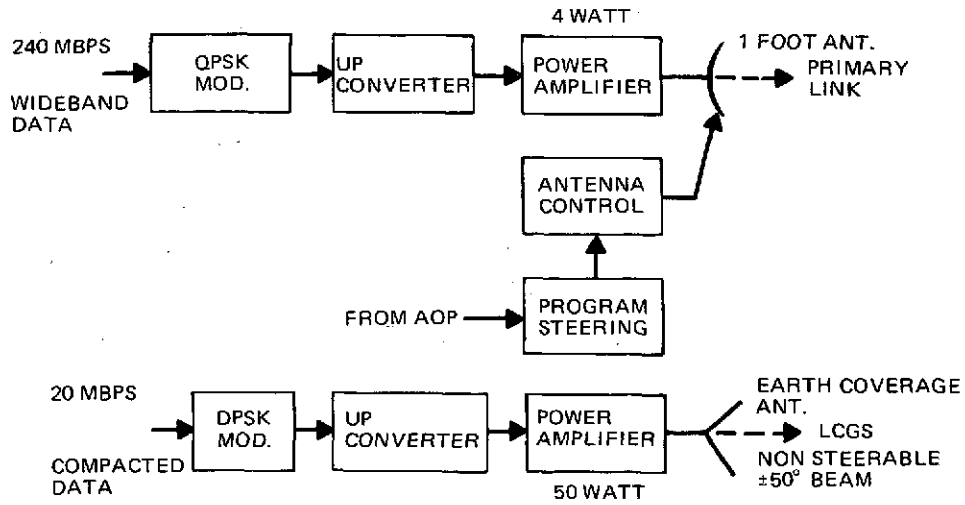 4 WATT
240 MBPS
WIDEBAND
DATA
QPSK
MOD.
UP
CONVERTER
POWER
AMPLIFIER
1 FOOT ANT.
PRIMARY
LINK
ANTENNA
CONTROL
FROM AOP
PROGRAM
STEERING
20 MBPS
COMPACTED
DATA
DPSK
MOD.
UP
CONVERTER
POWER
AMPLIFIER
50 WATT
EARTH COVERAGE
ANT.
LCGS
NON STEERABLE
±50° BEAM